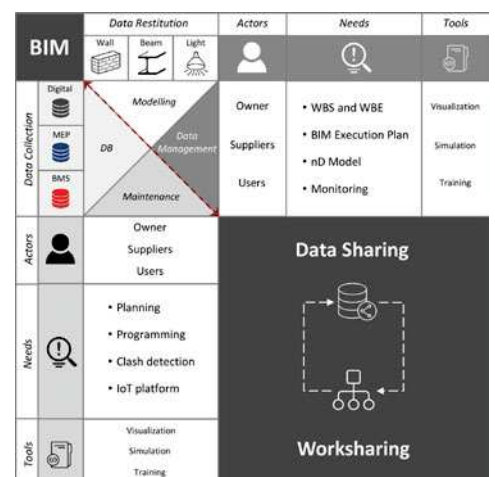 BIM
Data Restitution
Actors
Needs
Tools
Wall
Beam
Light
Data Collection
Digital
MEP
BMS
Modelling
DB
Data
Management
Maintenance
Owner
Suppliers
Users
• WBS and WBE
• BIM Execution Plan
• nD Model
• Monitoring
Visualization
Simulation
Training
Actors
Owner
Suppliers
Users
Needs
• Planning
• Programming
• Clash detection
• IoT platform
Tools
Visualization
Simulation
Training
Data Sharing
Worksharing